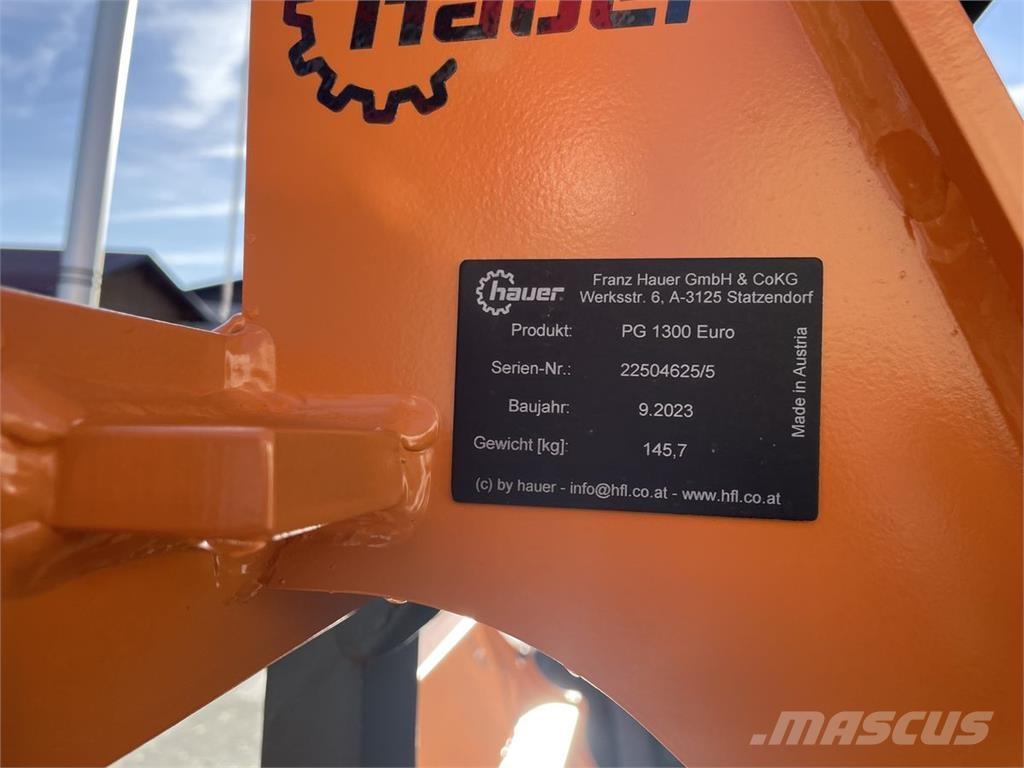 hauer
hauer
Franz Hauer GmbH & CoKG
Werksstr. 6, A-3125 Statzendorf
Produkt: PG 1300 Euro
Serien-Nr.: 22504625/5
Baujahr: 9.2023
Gewicht [kg]: 145,7
(c) by hauer - info@hfl.co.at - www.hfl.co.at
Made in Austria
MASCUS